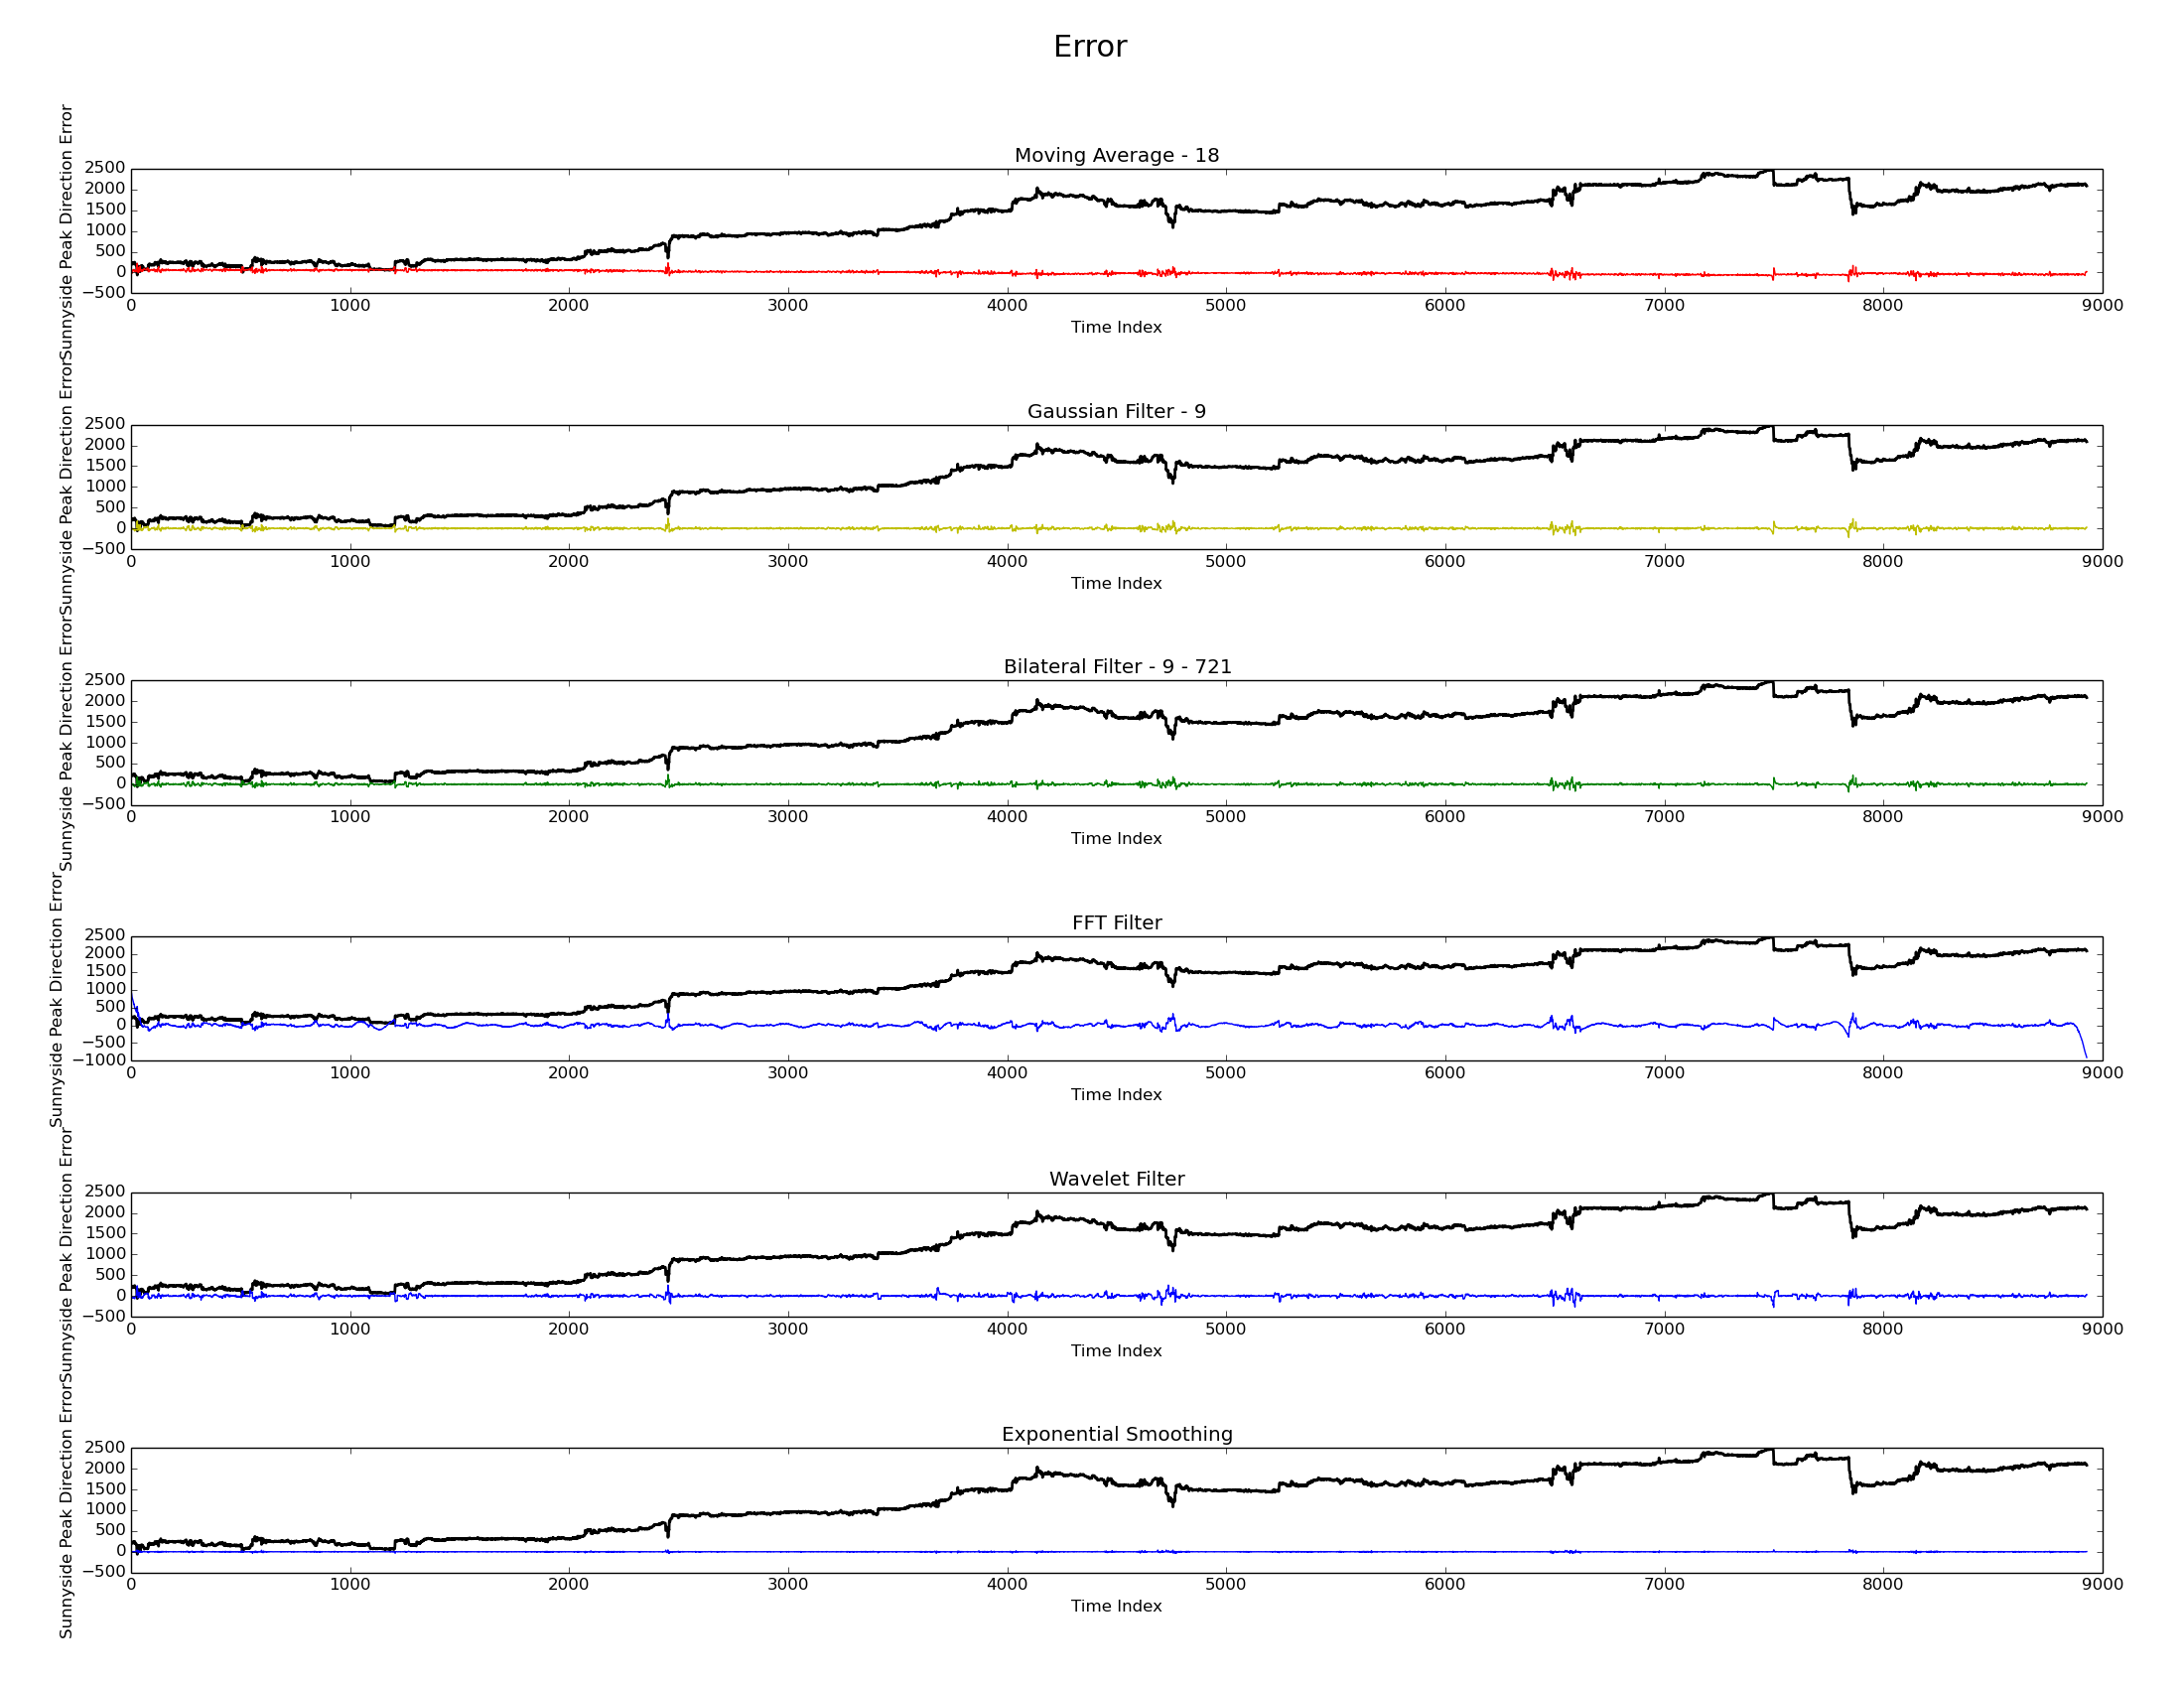 Error
Moving Average - 18
Sunnyside Peak Direction Error
2500
2000
1500
1000
500
0
−500
0 1000 2000 3000 4000 5000 6000 7000 8000 9000
Time Index
Gaussian Filter - 9
Sunnyside Peak Direction Error
2500
2000
1500
1000
500
0
−500
0 1000 2000 3000 4000 5000 6000 7000 8000 9000
Time Index
Bilateral Filter - 9 - 721
Sunnyside Peak Direction Error
2500
2000
1500
1000
500
0
−500
0 1000 2000 3000 4000 5000 6000 7000 8000 9000
Time Index
FFT Filter
Sunnyside Peak Direction Error
2500
2000
1500
1000
500
0
−500
−1000
0 1000 2000 3000 4000 5000 6000 7000 8000 9000
Time Index
Wavelet Filter
Sunnyside Peak Direction Error
2500
2000
1500
1000
500
0
−500
0 1000 2000 3000 4000 5000 6000 7000 8000 9000
Time Index
Exponential Smoothing
Sunnyside Peak Direction Error
2500
2000
1500
1000
500
0
−500
0 1000 2000 3000 4000 5000 6000 7000 8000 9000
Time Index